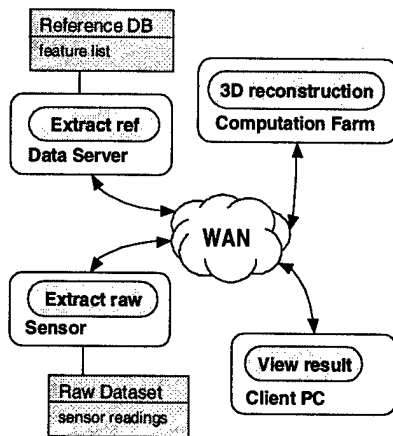 Reference DB
feature list
Extract ref
Data Server
3D reconstruction
Computation Farm
WAN
Extract raw
Sensor
View result
Client PC
Raw Dataset
sensor readings